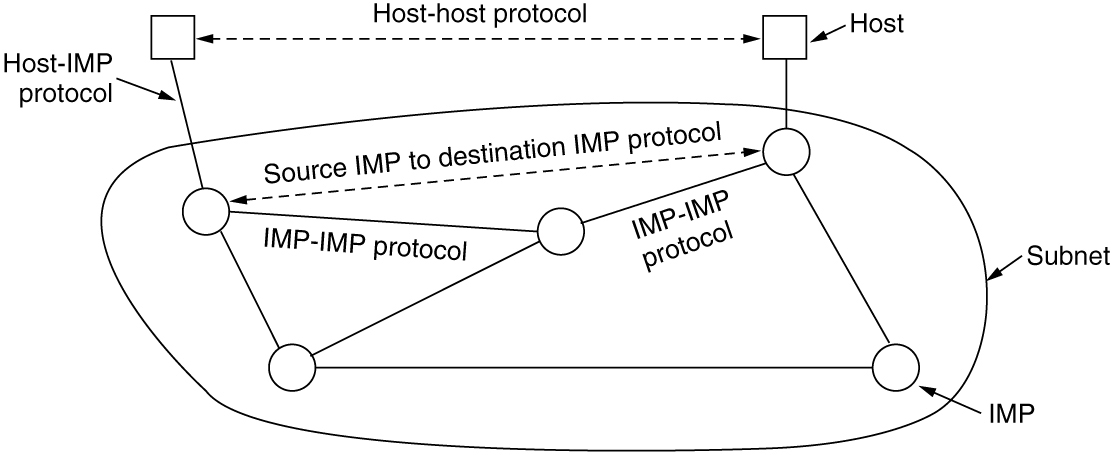 Host-host protocol
Host
Host-IMP
protocol
Source IMP to destination IMP protocol
IMP-IMP protocol
IMP-IMP
protocol
Subnet
IMP